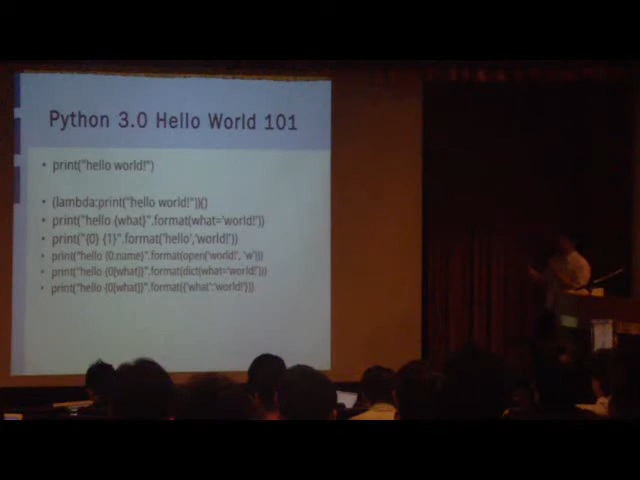 Python 3.0 Hello World 101
• print("hello world!")
• (lambda:print("hello world!"))()
• print("hello {what}".format(what='world!'))
• print("{0} {1}".format('hello','world!'))
• print("hello {0.name}".format(open('world!', 'w')))
• print("hello {0[what]}".format(dict(what='world!')))
• print("hello {0[what]}".format({'what':'world!'}))